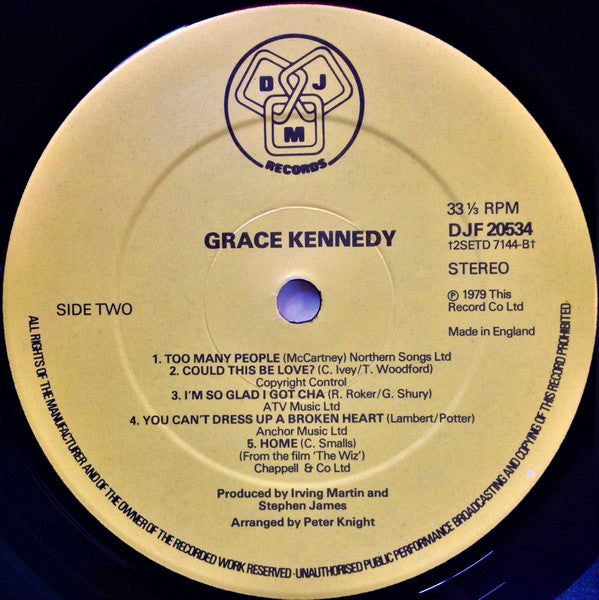 D J
M
RECORDS
GRACE KENNEDY
33⅓ RPM
DJF 20534
†2SETD 7144-B†
STEREO
SIDE TWO
℗ 1979 This
Record Co Ltd
Made in England
1. TOO MANY PEOPLE (McCartney) Northern Songs Ltd
2. COULD THIS BE LOVE? (C. Ivey/T. Woodford)
Copyright Control
3. I'M SO GLAD I GOT CHA (R. Roker/G. Shury)
ATV Music Ltd
4. YOU CAN'T DRESS UP A BROKEN HEART (Lambert/Potter)
Anchor Music Ltd
5. HOME (C. Smalls)
(From the film 'The Wiz')
Chappell & Co Ltd
Produced by Irving Martin and
Stephen James
Arranged by Peter Knight
ALL RIGHTS OF THE MANUFACTURER AND OF THE OWNER OF THE RECORDED WORK RESERVED·UNAUTHORISED PUBLIC PERFORMANCE BROADCASTING AND COPYING OF THIS RECORD PROHIBITED·